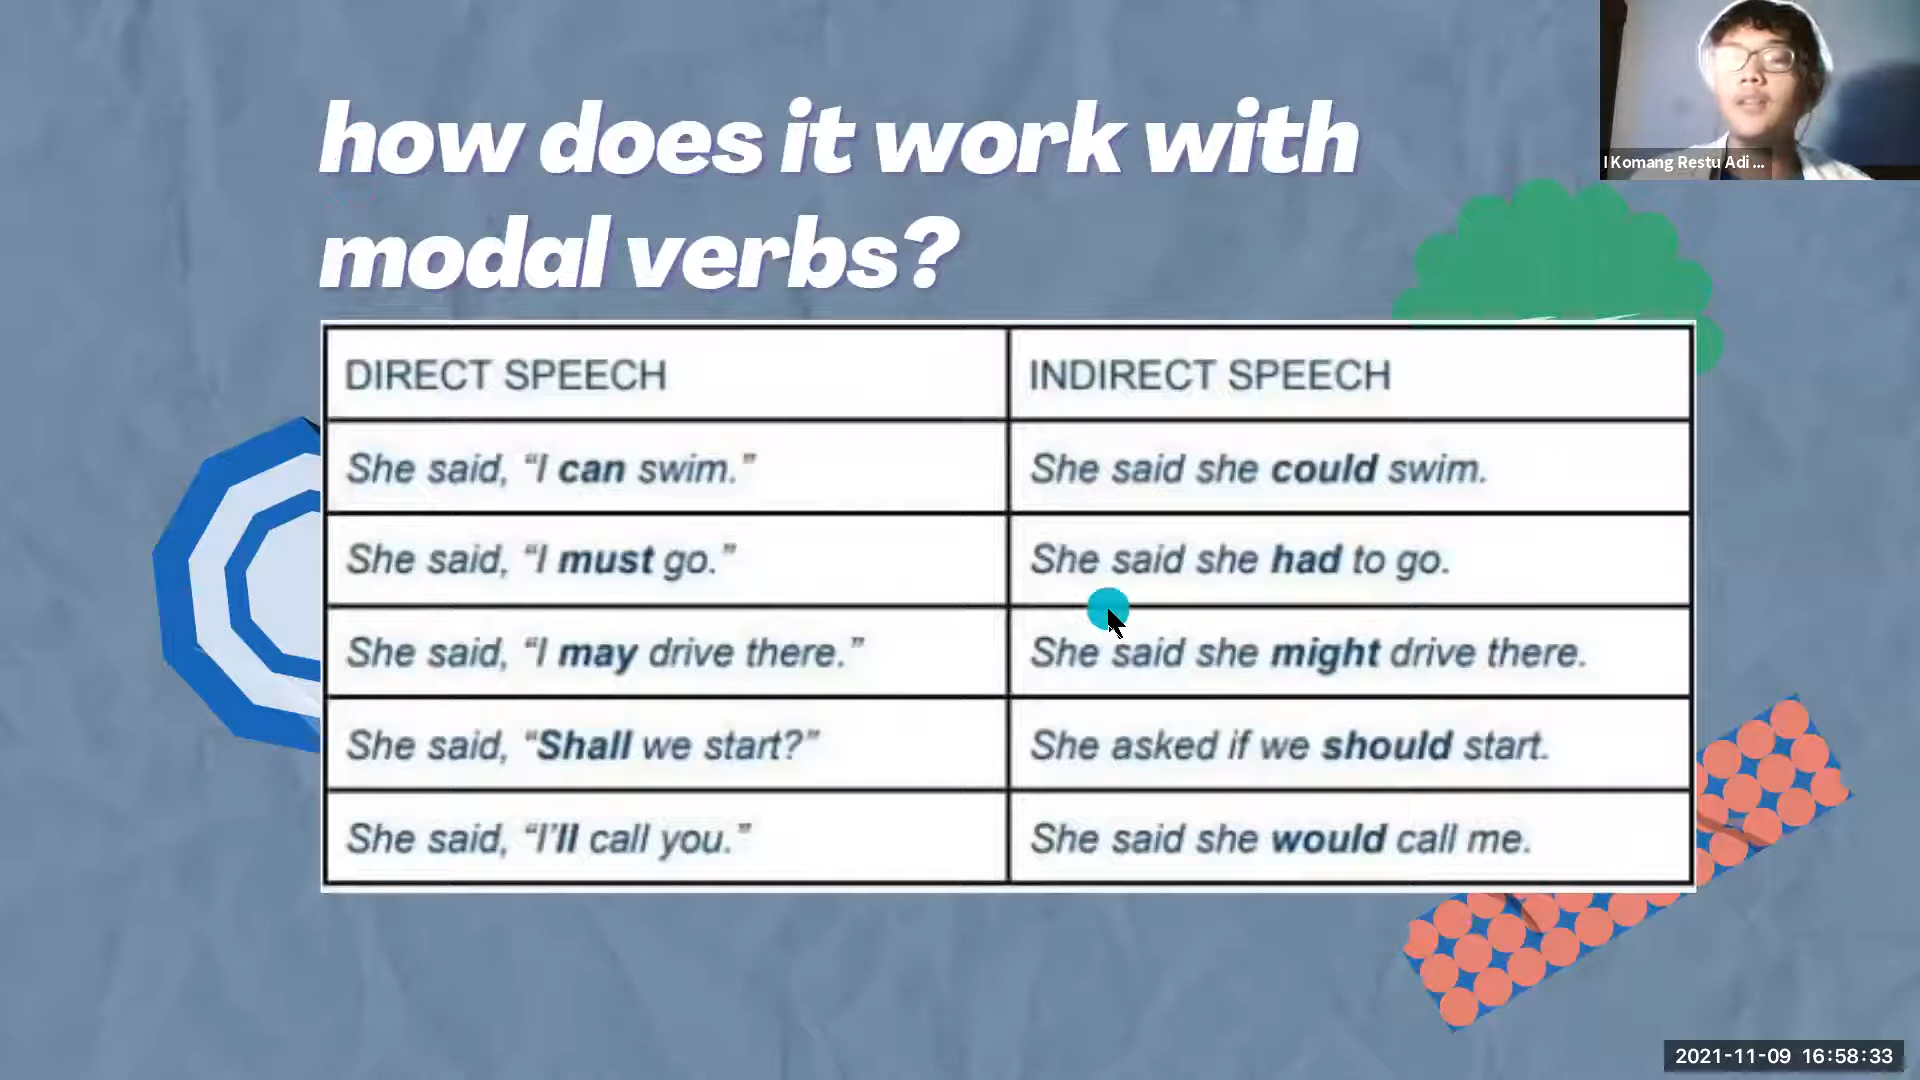 how does it work with
modal verbs?
I Komang Restu Adi ...
DIRECT SPEECH
INDIRECT SPEECH
She said, “I can swim.”
She said she could swim.
She said, “I must go.”
She said she had to go.
She said, “I may drive there.”
She said she might drive there.
She said, “Shall we start?”
She asked if we should start.
She said, “I’ll call you.”
She said she would call me.
2021-11-09 16:58:33